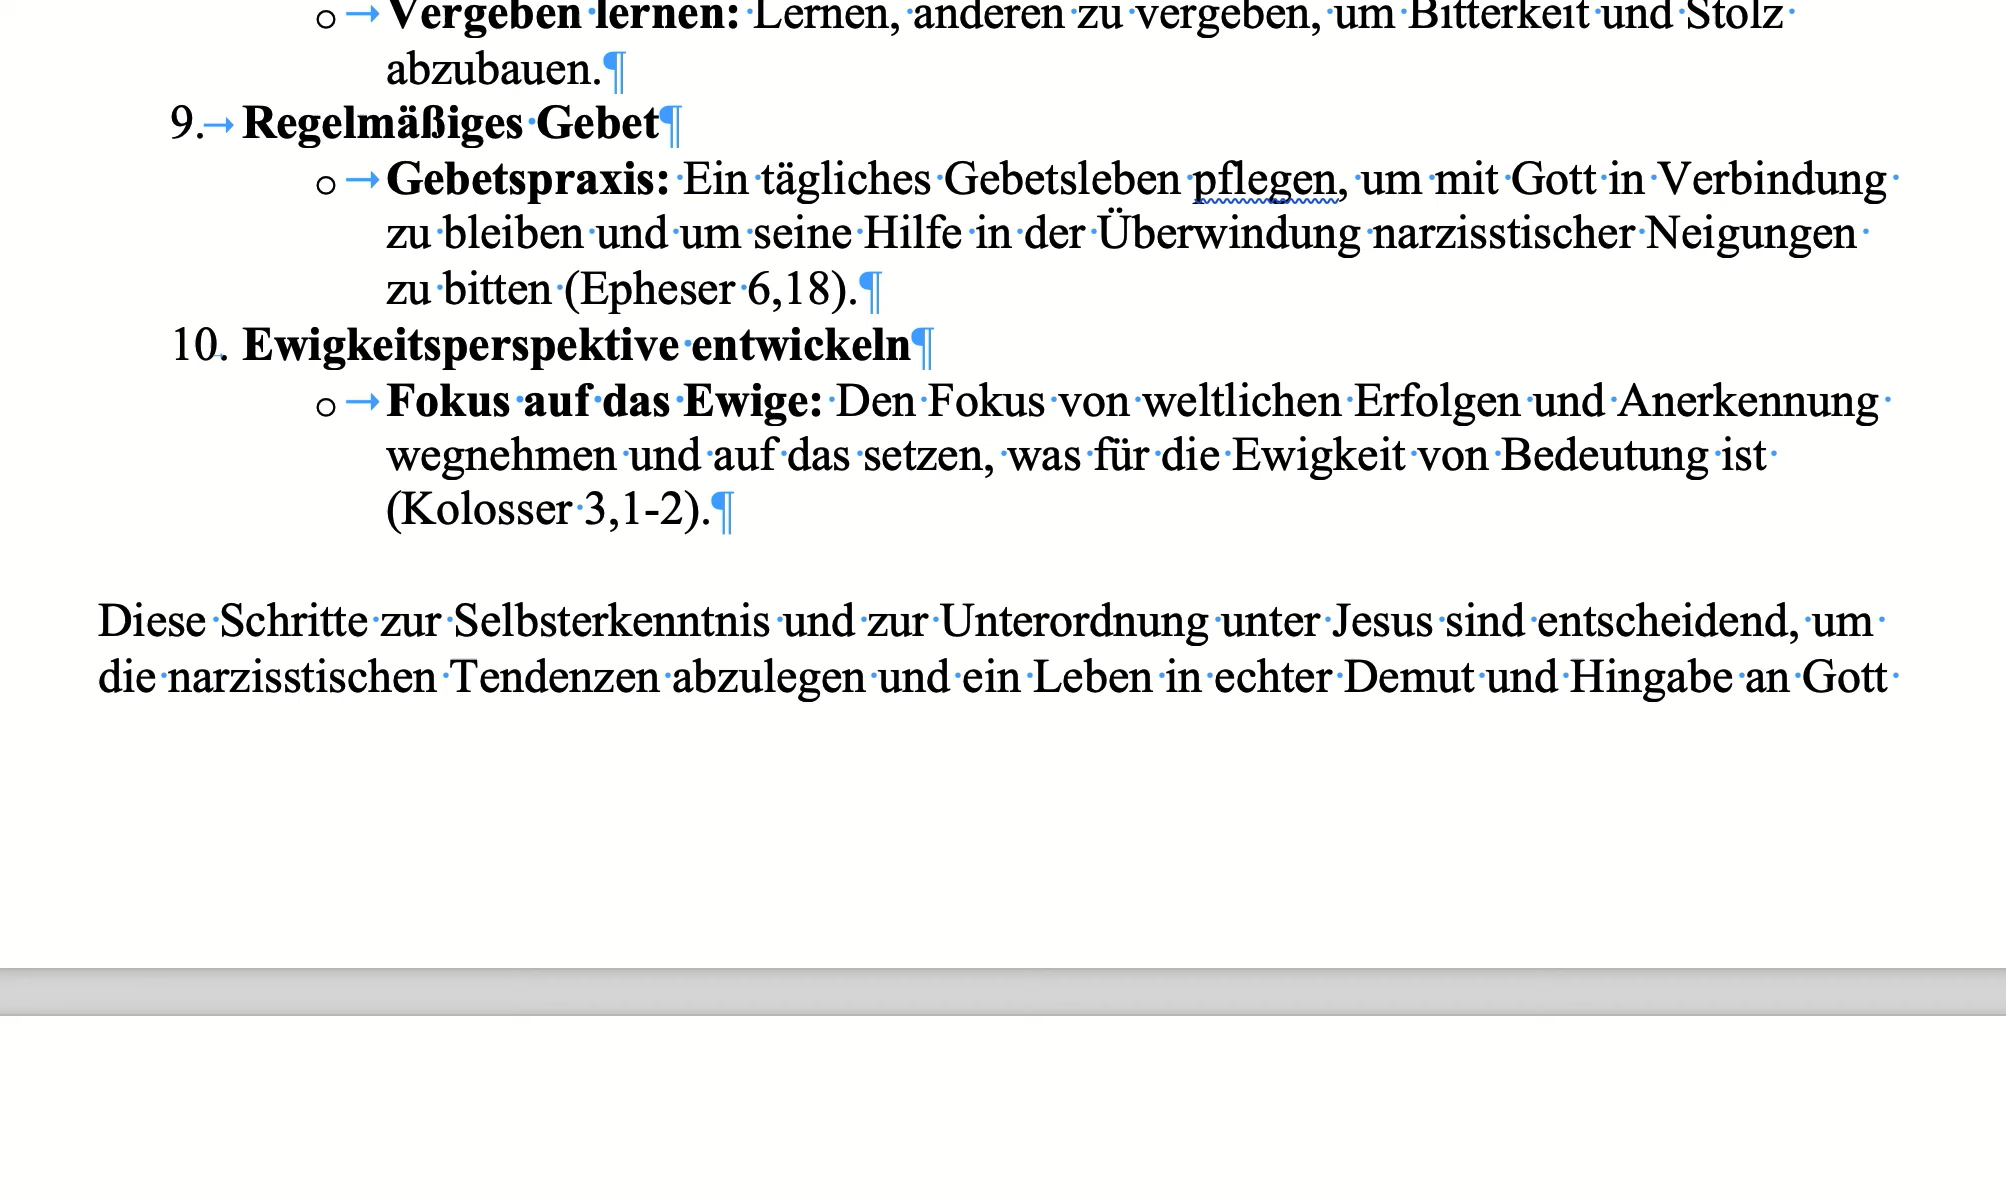 ○ → Vergeben lernen: Lernen, anderen zu vergeben, um Bitterkeit und Stolz
abzubauen.¶
9. → Regelmäßiges Gebet¶
○ → Gebetspraxis: Ein tägliches Gebetsleben pflegen, um mit Gott in Verbindung
zu bleiben und um seine Hilfe in der Überwindung narzisstischer Neigungen
zu bitten (Epheser 6,18).¶
10. Ewigkeitsperspektive entwickeln¶
○ → Fokus auf das Ewige: Den Fokus von weltlichen Erfolgen und Anerkennung
wegnehmen und auf das setzen, was für die Ewigkeit von Bedeutung ist
(Kolosser 3,1-2).¶
Diese Schritte zur Selbsterkenntnis und zur Unterordnung unter Jesus sind entscheidend, um
die narzisstischen Tendenzen abzulegen und ein Leben in echter Demut und Hingabe an Gott